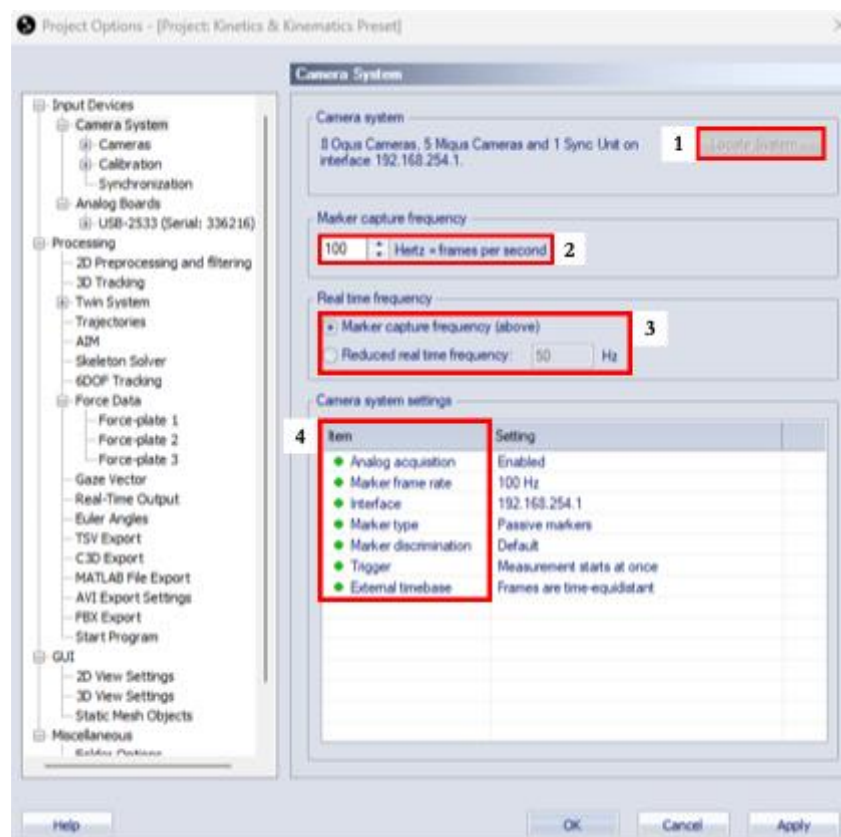 Project Options - [Project: Kinetics & Kinematics Preset]
Input Devices
Camera System
Cameras
Calibration
Synchronization
Analog Boards
USB-2533 (Serial: 336216)
Processing
2D Preprocessing and filtering
3D Tracking
Twin System
Trajectories
AIM
Skeleton Solver
6DOF Tracking
Force Data
Force-plate 1
Force-plate 2
Force-plate 3
Gaze Vector
Real-Time Output
Euler Angles
TSV Export
C3D Export
MATLAB File Export
AVI Export Settings
FBX Export
Start Program
GUI
2D View Settings
3D View Settings
Static Mesh Objects
Miscellaneous
Folder Options
Camera System
Camera system
8 Oqus Cameras, 5 Miqus Cameras and 1 Sync Unit on
interface 192.168.254.1.
1 Locate System
Marker capture frequency
100 Hertz = frames per second 2
Real time frequency
Marker capture frequency (above)
3
Reduced real time frequency: 50 Hz
Camera system settings
4 Item Setting
Analog acquisition Enabled
Marker frame rate 100 Hz
Interface 192.168.254.1
Marker type Passive markers
Marker discrimination Default
Trigger Measurement starts at once
External timebase Frames are time-equidistant
Help OK Cancel Apply